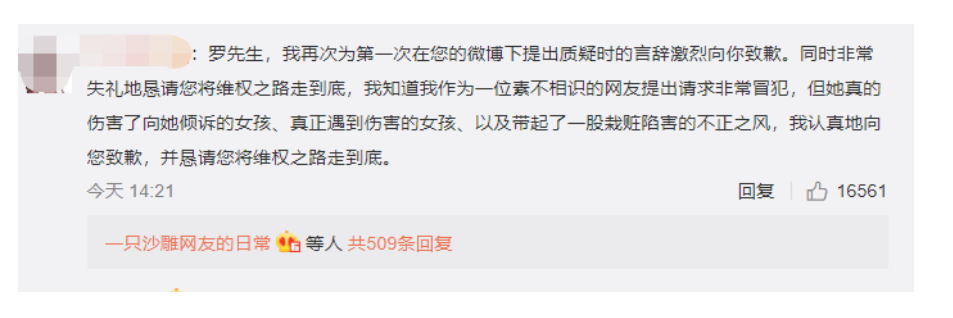 ：罗先生，我再次为第一次在您的微博下提出质疑时的言辞激烈向你致歉。同时非常
失礼地恳请您将维权之路走到底，我知道我作为一位素不相识的网友提出请求非常冒犯，但她真的
伤害了向她倾诉的女孩、真正遇到伤害的女孩、以及带起了一股栽赃陷害的不正之风，我认真地向
您致歉，并恳请您将维权之路走到底。
今天 14:21 回复 16561
一只沙雕网友的日常 等人 共509条回复